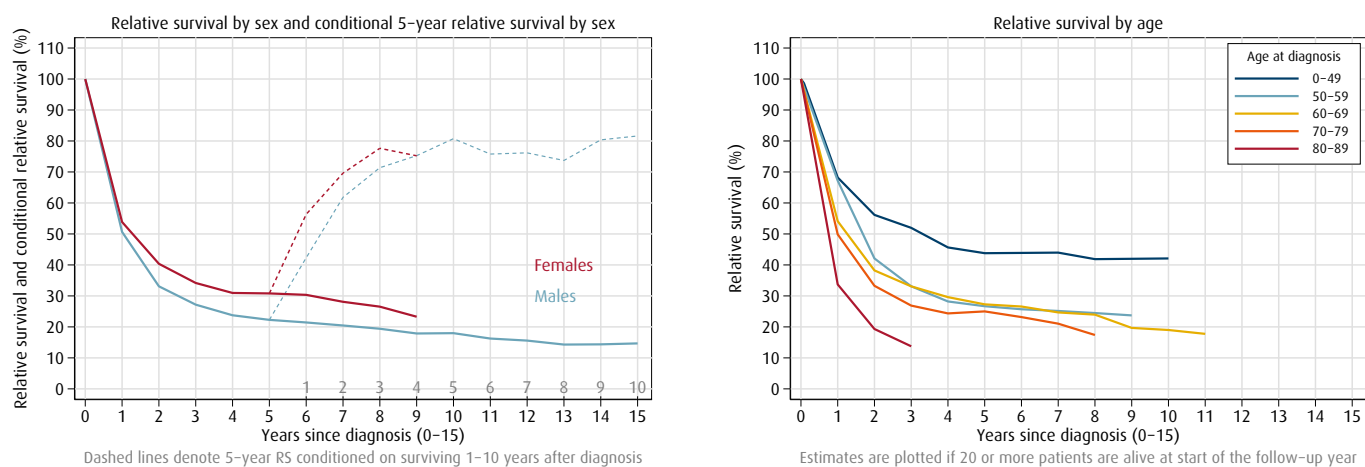 Relative survival by sex and conditional 5-year relative survival by sex
Relative survival and conditional relative survival (%)
110
100
90
80
70
60
50
40
30
20
10
0
Females
Males
1 2 3 4 5 6 7 8 9 10
0 1 2 3 4 5 6 7 8 9 10 11 12 13 14 15
Years since diagnosis (0-15)
Dashed lines denote 5-year RS conditioned on surviving 1-10 years after diagnosis
Relative survival by age
Relative survival (%)
110
100
90
80
70
60
50
40
30
20
10
0
Age at diagnosis
0-49
50-59
60-69
70-79
80-89
0 1 2 3 4 5 6 7 8 9 10 11 12 13 14 15
Years since diagnosis (0-15)
Estimates are plotted if 20 or more patients are alive at start of the follow-up year